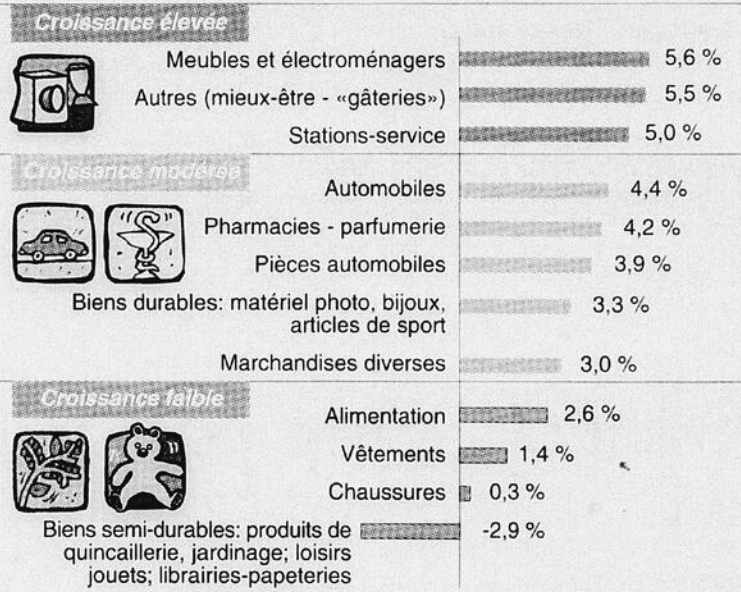 Croissance élevée
Meubles et électroménagers 5,6 %
Autres (mieux-être - «gâteries») 5,5 %
Stations-service 5,0 %
Croissance modérée
Automobiles 4,4 %
Pharmacies - parfumerie 4,2 %
Pièces automobiles 3,9 %
Biens durables: matériel photo, bijoux, 3,3 %
articles de sport
Marchandises diverses 3,0 %
Croissance faible
Alimentation 2,6 %
Vêtements 1,4 %
Chaussures 0,3 %
Biens semi-durables: produits de -2,9 %
quincaillerie, jardinage; loisirs
jouets; librairies-papeteries